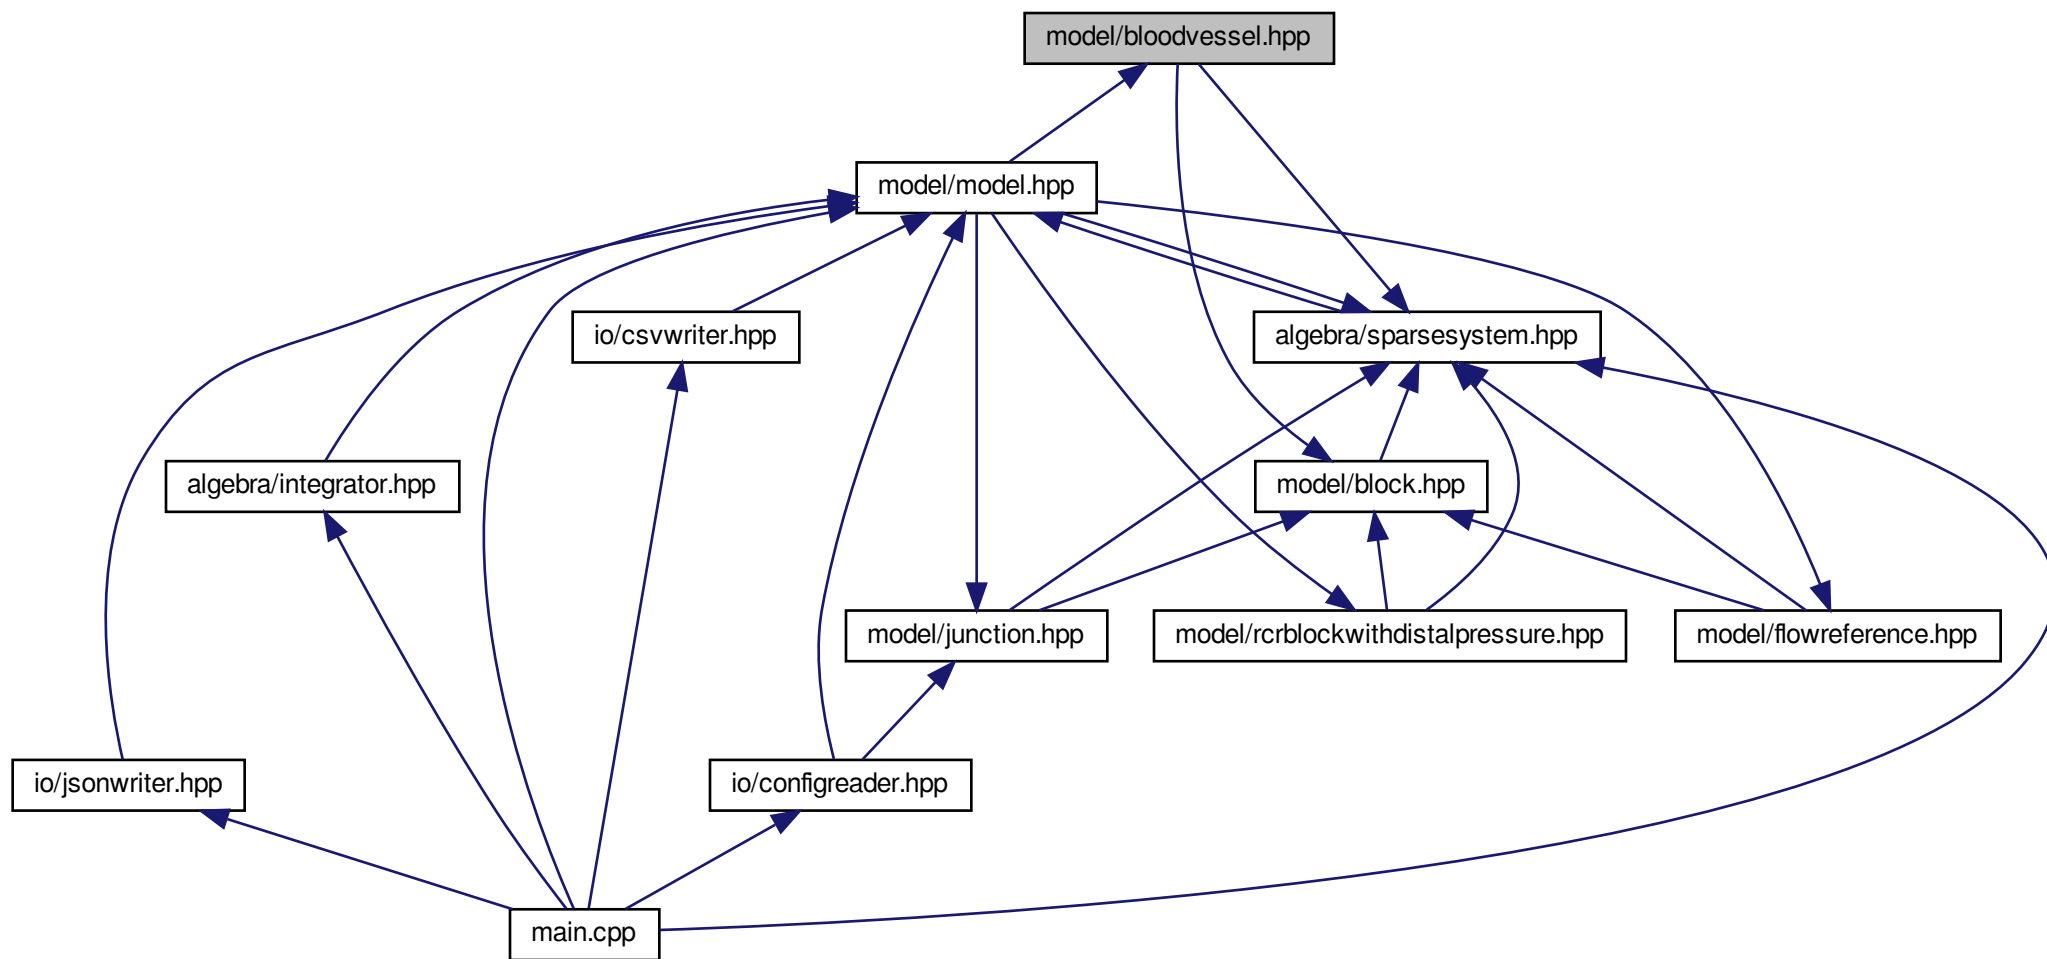 model/bloodvessel.hpp
model/model.hpp
io/csvwriter.hpp
algebra/sparsesystem.hpp
algebra/integrator.hpp
model/block.hpp
model/junction.hpp
model/rcrblockwithdistalpressure.hpp
model/flowreference.hpp
io/jsonwriter.hpp
io/configreader.hpp
main.cpp